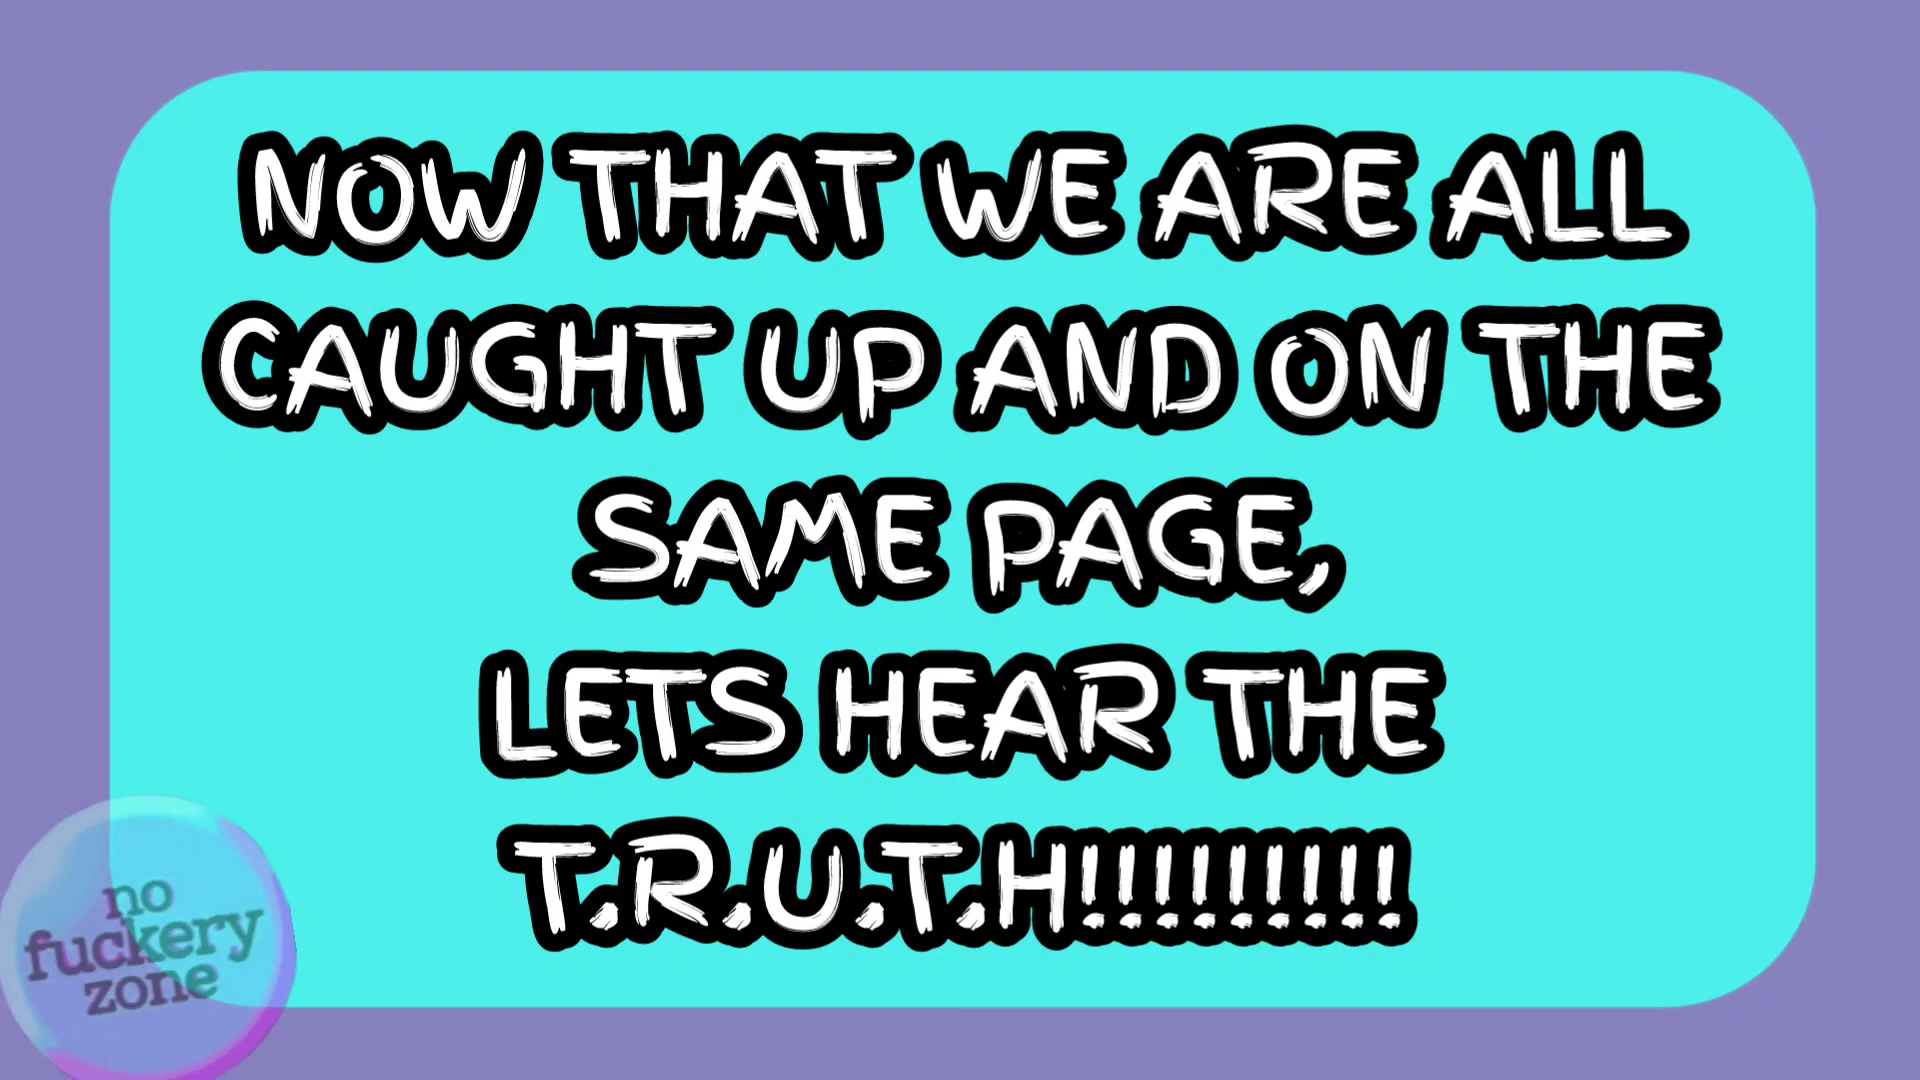 NOW THAT WE ARE ALL
CAUGHT UP AND ON THE
SAME PAGE,
LETS HEAR THE
T.R.U.T.H!!!!!!!!!
no
fuckery
zone